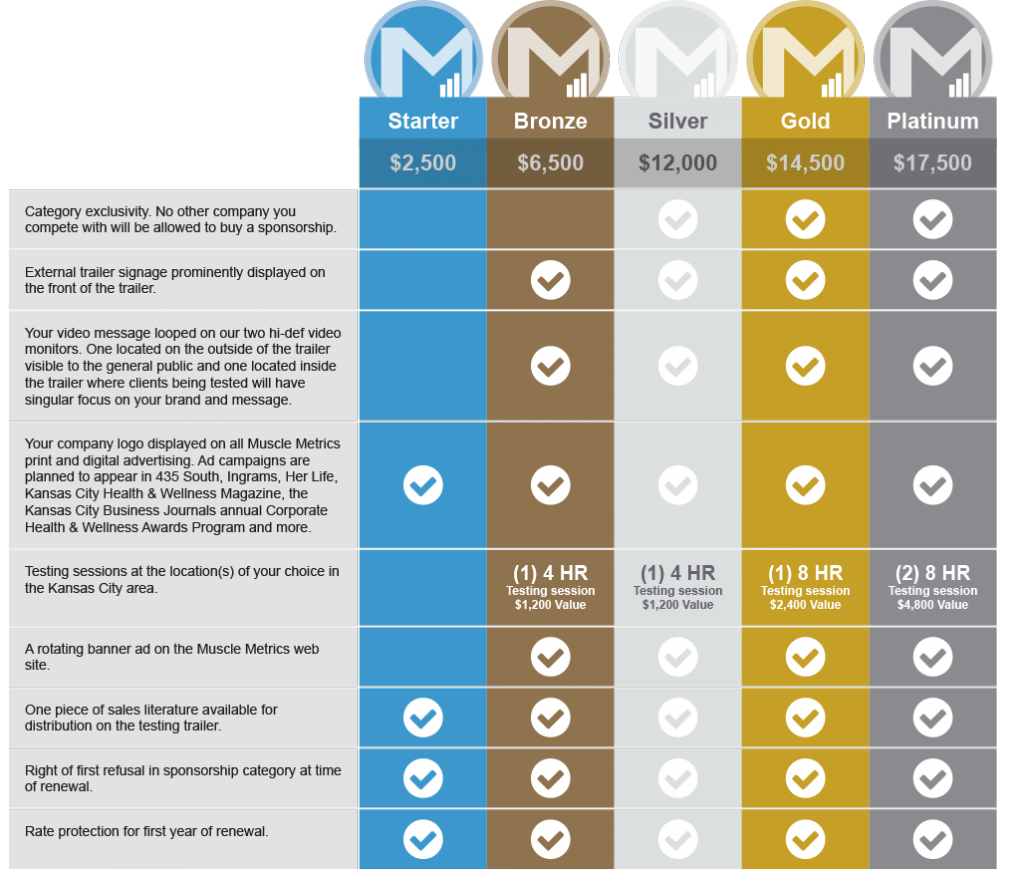 Starter Bronze Silver Gold Platinum
$2,500 $6,500 $12,000 $14,500 $17,500
Category exclusivity. No other company you
compete with will be allowed to buy a sponsorship.
External trailer signage prominently displayed on
the front of the trailer.
Your video message looped on our two hi-def video
monitors. One located on the outside of the trailer
visible to the general public and one located inside
the trailer where clients being tested will have
singular focus on your brand and message.
Your company logo displayed on all Muscle Metrics
print and digital advertising. Ad campaigns are
planned to appear in 435 South, Ingrams, Her Life,
Kansas City Health & Wellness Magazine, the
Kansas City Business Journals annual Corporate
Health & Wellness Awards Program and more.
Testing sessions at the location(s) of your choice in
the Kansas City area.
(1) 4 HR (1) 4 HR (1) 8 HR (2) 8 HR
Testing session Testing session Testing session Testing session
$1,200 Value $1,200 Value $2,400 Value $4,800 Value
A rotating banner ad on the Muscle Metrics web
site.
One piece of sales literature available for
distribution on the testing trailer.
Right of first refusal in sponsorship category at time
of renewal.
Rate protection for first year of renewal.